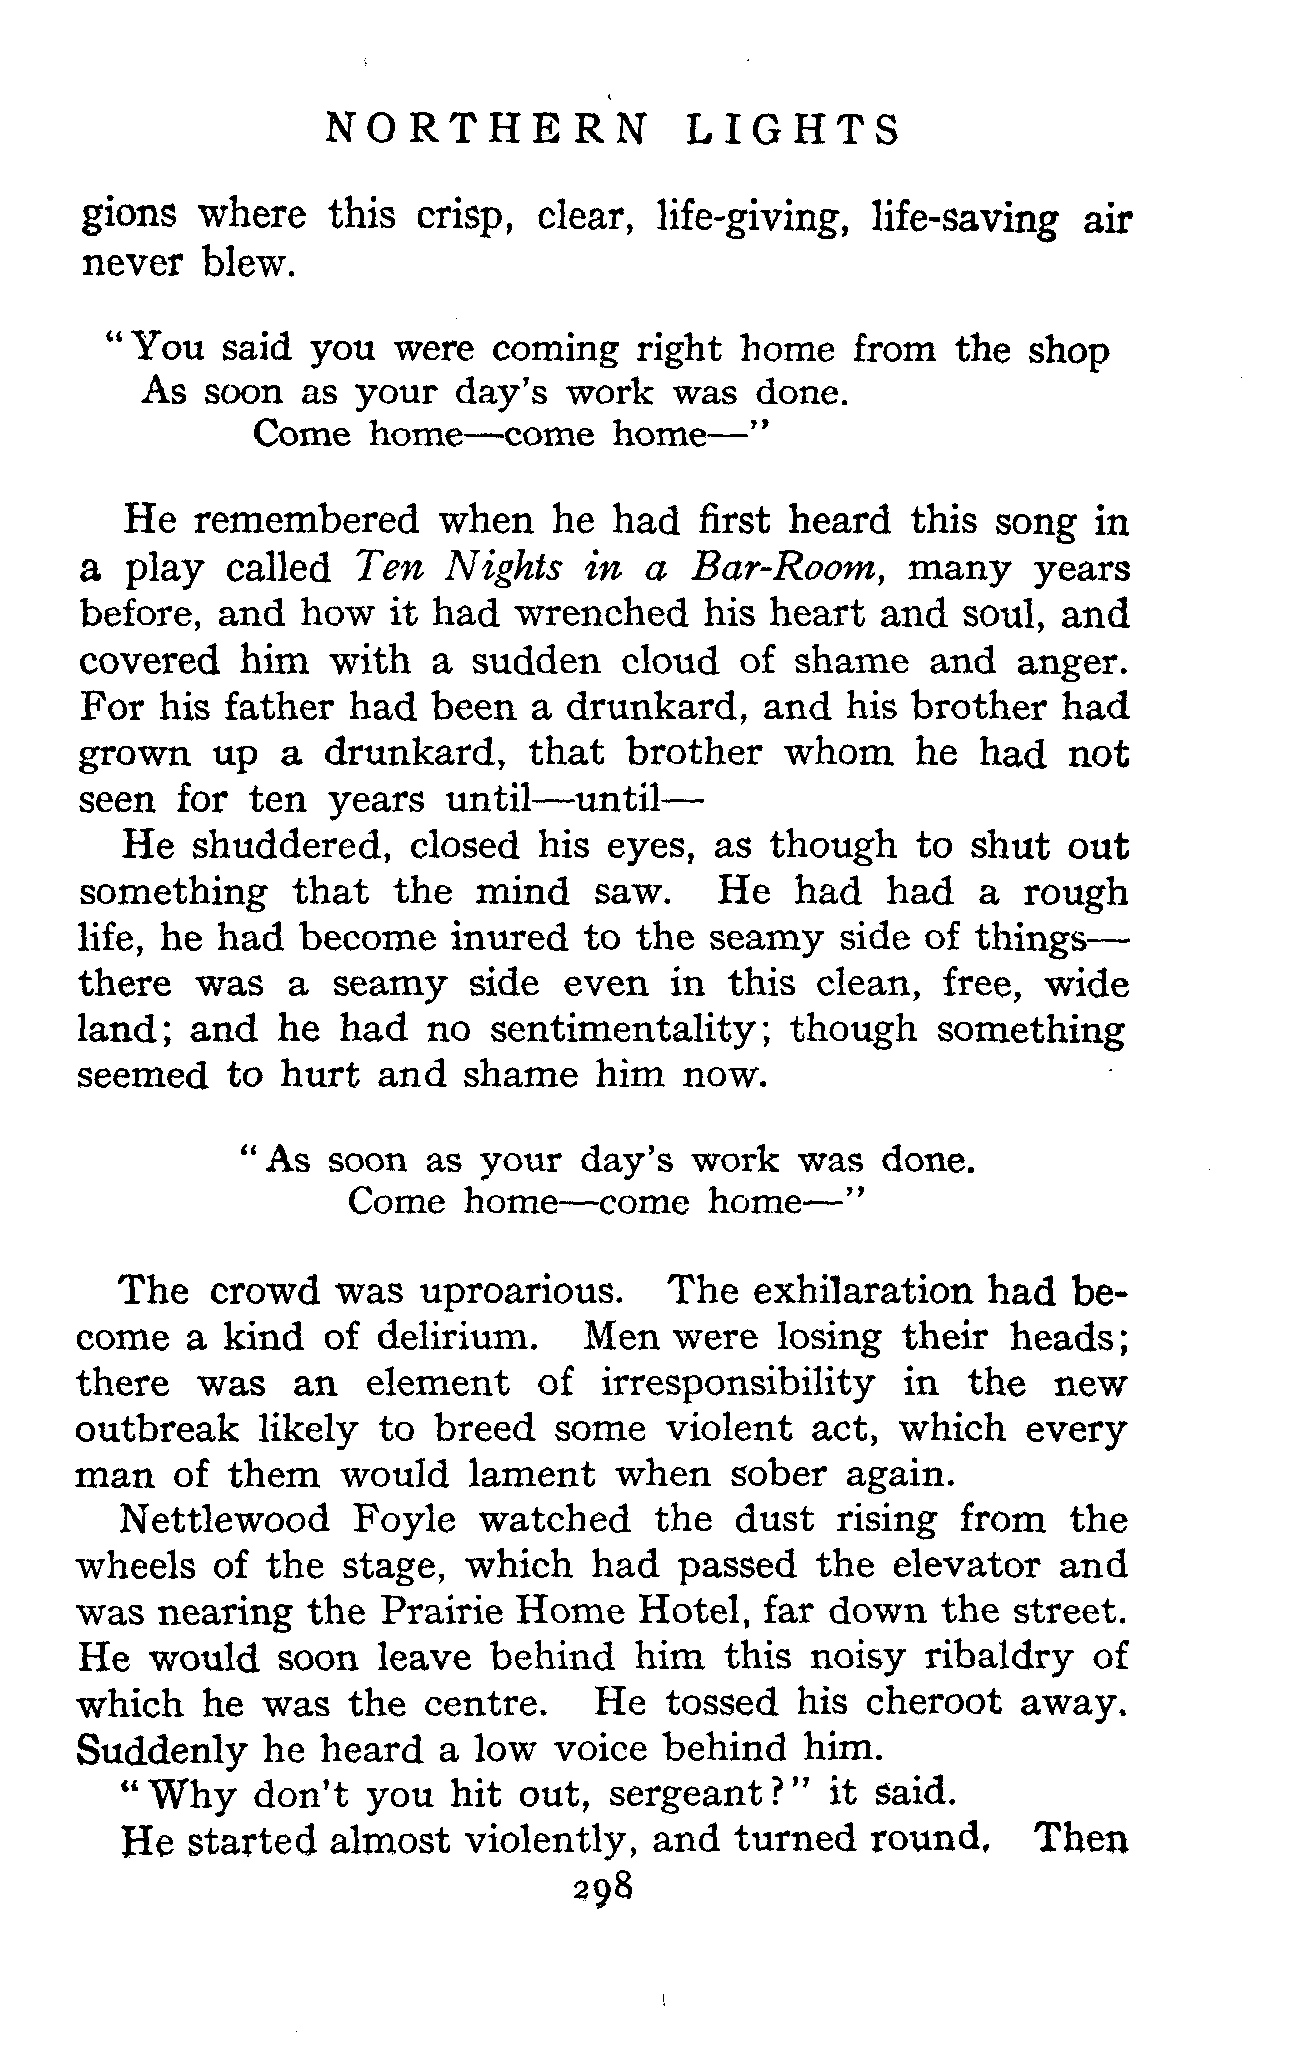 NORTHERN LIGHTS
gions where this crisp, clear, life-giving, life-saving air
never blew.
“You said you were coming right home from the shop
As soon as your day's work was done.
Come home—come home—”
He remembered when he had first heard this song in
a play called Ten Nights in a Bar-Room, many years
before, and how it had wrenched his heart and soul, and
covered him with a sudden cloud of shame and anger.
For his father had been a drunkard, and his brother had
grown up a drunkard, that brother whom he had not
seen for ten years until—until—
He shuddered, closed his eyes, as though to shut out
something that the mind saw. He had had a rough
life, he had become inured to the seamy side of things—
there was a seamy side even in this clean, free, wide
land; and he had no sentimentality; though something
seemed to hurt and shame him now.
“As soon as your day's work was done.
Come home—come home—”
The crowd was uproarious. The exhilaration had be-
come a kind of delirium. Men were losing their heads;
there was an element of irresponsibility in the new
outbreak likely to breed some violent act, which every
man of them would lament when sober again.
Nettlewood Foyle watched the dust rising from the
wheels of the stage, which had passed the elevator and
was nearing the Prairie Home Hotel, far down the street.
He would soon leave behind him this noisy ribaldry of
which he was the centre. He tossed his cheroot away.
Suddenly he heard a low voice behind him.
“Why don't you hit out, sergeant?” it said.
He started almost violently, and turned round. Then
298